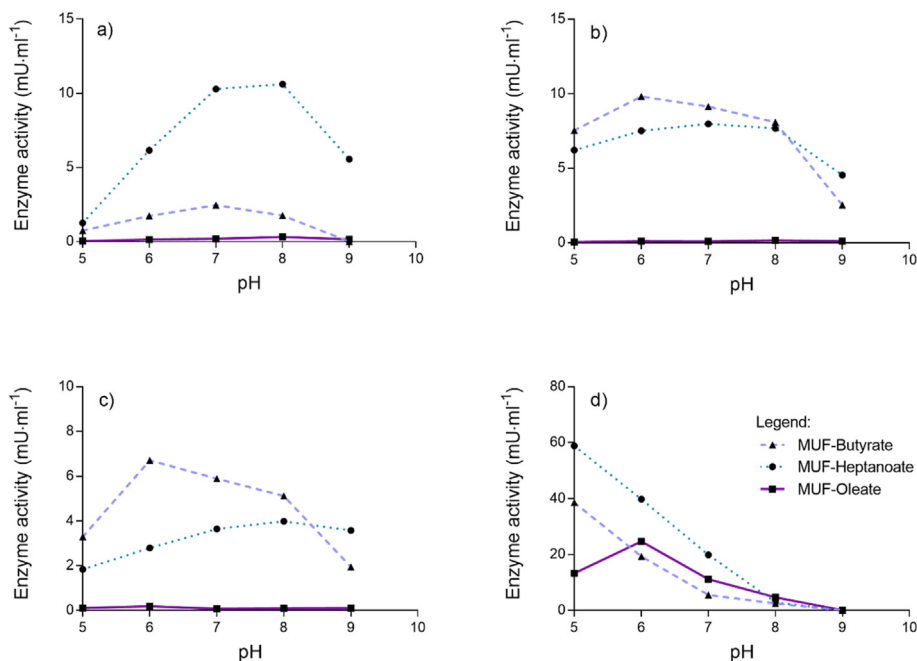 a)
Enzyme activity (mU·ml⁻¹)
15
10
5
0
5 6 7 8 9 10
pH
b)
Enzyme activity (mU·ml⁻¹)
15
10
5
0
5 6 7 8 9 10
pH
c)
Enzyme activity (mU·ml⁻¹)
10
8
6
4
2
0
5 6 7 8 9 10
pH
d)
Enzyme activity (mU·ml⁻¹)
80
60
40
20
0
5 6 7 8 9 10
pH
Legend:
MUF-Butyrate
MUF-Heptanoate
MUF-Oleate